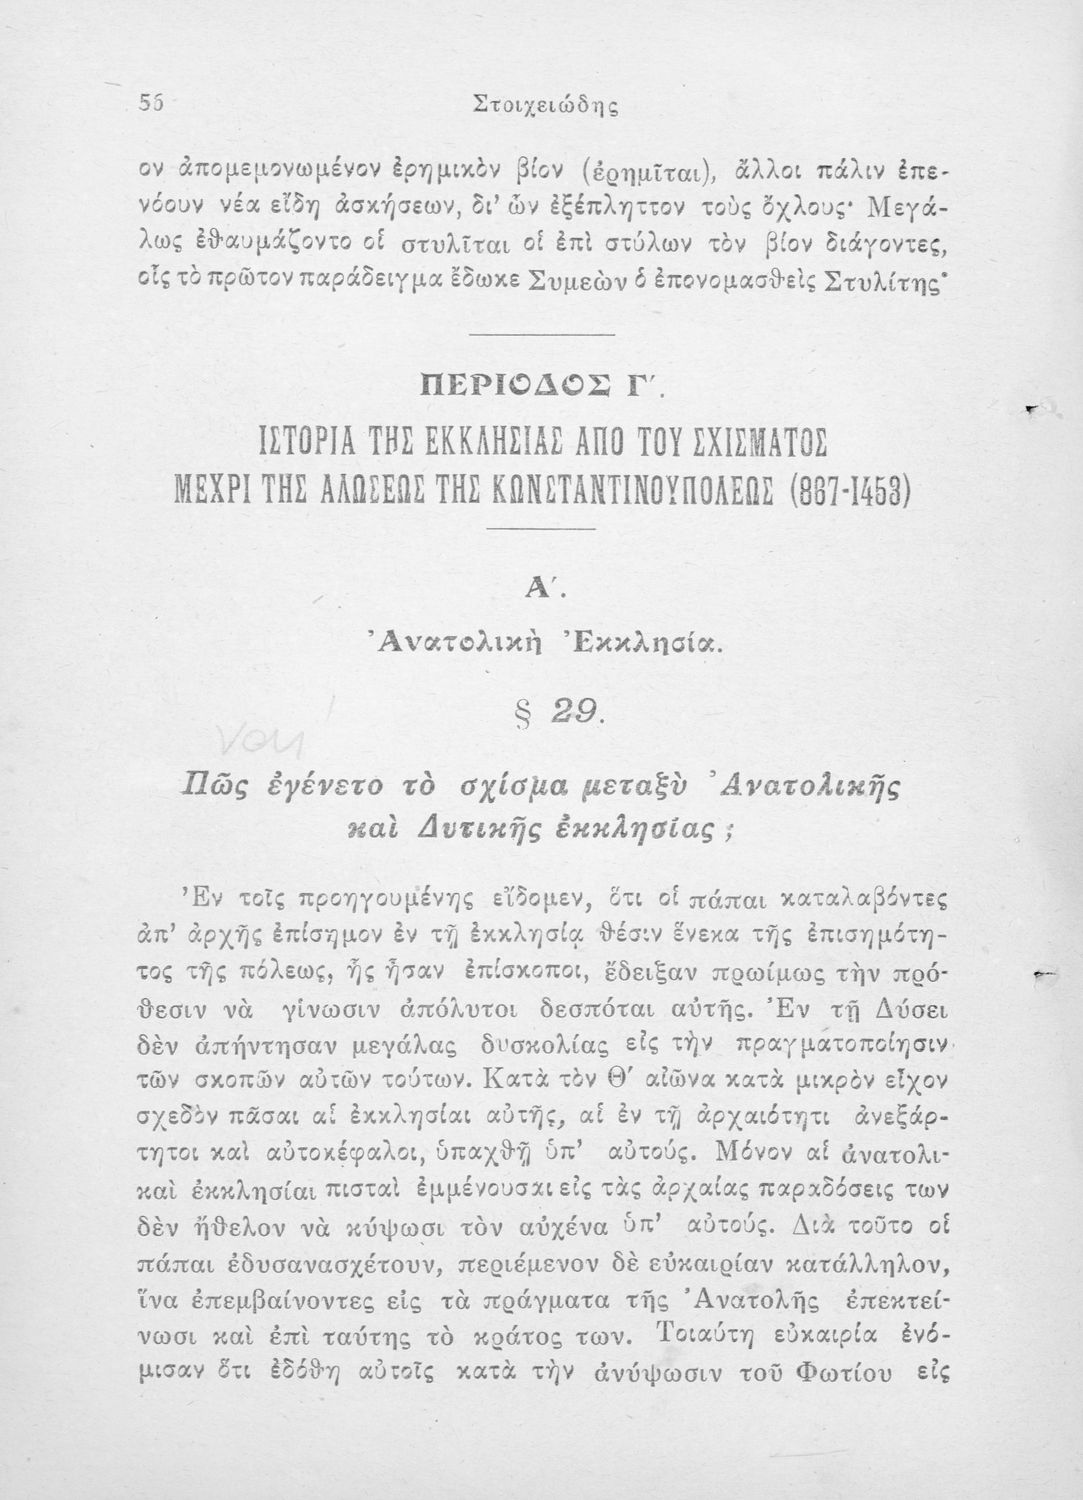 56 Στοιχειώδης
ον ἀπομεμονωμένον ἐρημικὸν βίον (ἐρημῖται), ἄλλοι πάλιν ἐπε-
νόουν νέα εἴδη ἀσκήσεων, δι' ὧν ἐξέπληττον τοὺς ὄχλους· Μεγά-
λως ἐθαυμάζοντο οἱ στυλῖται οἱ ἐπὶ στύλων τὸν βίον διάγοντες,
οἷς τὸ πρῶτον παράδειγμα ἔδωκε Συμεὼν ὁ ἐπονομασθεὶς Στυλίτης·
ΠΕΡΙΟΔΟΣ Γ΄.
ΙΣΤΟΡΙΑ ΤΗΣ ΕΚΚΛΗΣΙΑΣ ΑΠΟ ΤΟΥ ΣΧΙΣΜΑΤΟΣ
ΜΕΧΡΙ ΤΗΣ ΑΛΩΣΕΩΣ ΤΗΣ ΚΩΝΣΤΑΝΤΙΝΟΥΠΟΛΕΩΣ (867-1453)
Α΄.
Ἀνατολικὴ Ἐκκλησία.
§ 29.
Πῶς ἐγένετο τὸ σχίσμα μεταξὺ Ἀνατολικῆς
καὶ Δυτικῆς ἐκκλησίας ;
Ἐν τοῖς προηγουμένης εἴδομεν, ὅτι οἱ πάπαι καταλαβόντες
ἀπ' ἀρχῆς ἐπίσημον ἐν τῇ ἐκκλησίᾳ θέσιν ἕνεκα τῆς ἐπισημότη-
τος τῆς πόλεως, ἧς ἦσαν ἐπίσκοποι, ἔδειξαν πρωίμως τὴν πρό-
θεσιν νὰ γίνωσιν ἀπόλυτοι δεσπόται αὐτῆς. Ἐν τῇ Δύσει
δὲν ἀπήντησαν μεγάλας δυσκολίας εἰς τὴν πραγματοποίησιν
τῶν σκοπῶν αὐτῶν τούτων. Κατὰ τὸν Θ΄ αἰῶνα κατὰ μικρὸν εἶχον
σχεδὸν πᾶσαι αἱ ἐκκλησίαι αὐτῆς, αἱ ἐν τῇ ἀρχαιότητι ἀνεξάρ-
τητοι καὶ αὐτοκέφαλοι, ὑπαχθῇ ὑπ' αὐτούς. Μόνον αἱ ἀνατολι-
καὶ ἐκκλησίαι πισταὶ ἐμμένουσαι εἰς τὰς ἀρχαίας παραδόσεις των
δὲν ἤθελον νὰ κύψωσι τὸν αὐχένα ὑπ' αὐτούς. Διὰ τοῦτο οἱ
πάπαι ἐδυσανασχέτουν, περιέμενον δὲ εὐκαιρίαν κατάλληλον,
ἵνα ἐπεμβαίνοντες εἰς τὰ πράγματα τῆς Ἀνατολῆς ἐπεκτεί-
νωσι καὶ ἐπὶ ταύτης τὸ κράτος των. Τοιαύτη εὐκαιρία ἐνό-
μισαν ὅτι ἐδόθη αὐτοῖς κατὰ τὴν ἀνύψωσιν τοῦ Φωτίου εἰς